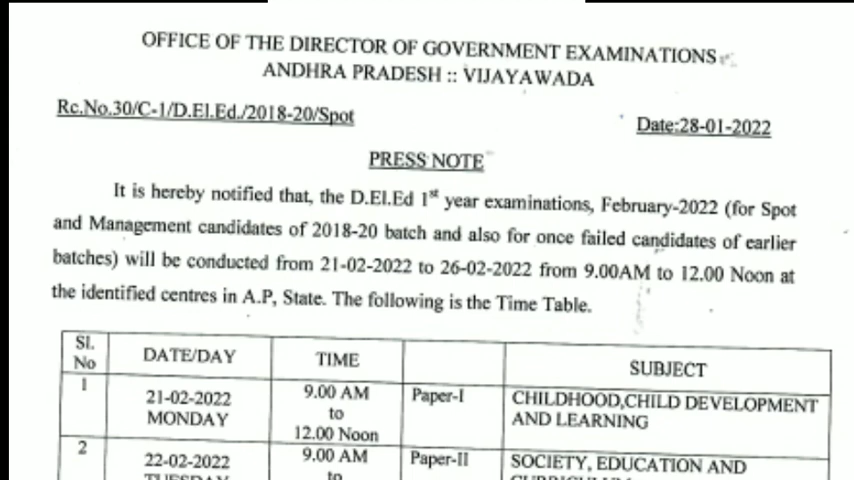 OFFICE OF THE DIRECTOR OF GOVERNMENT EXAMINATIONS
ANDHRA PRADESH :: VIJAYAWADA
Rc.No.30/C-1/D.El.Ed./2018-20/Spot
Date:28-01-2022
PRESS NOTE
It is hereby notified that, the D.El.Ed 1st year examinations, February-2022 (for Spot
and Management candidates of 2018-20 batch and also for once failed candidates of earlier
batches) will be conducted from 21-02-2022 to 26-02-2022 from 9.00AM to 12.00 Noon at
the identified centres in A.P, State. The following is the Time Table.
Sl. No DATE/DAY TIME SUBJECT
1 21-02-2022 MONDAY 9.00 AM to 12.00 Noon Paper-I CHILDHOOD,CHILD DEVELOPMENT AND LEARNING
2 22-02-2022 9.00 AM to Paper-II SOCIETY, EDUCATION AND